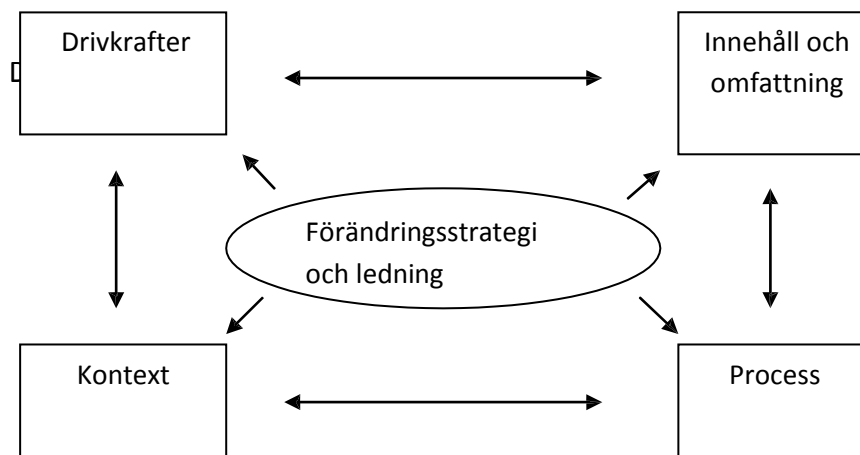 Drivkrafter
Innehåll och
omfattning
Förändringsstrategi
och ledning
Kontext
Process